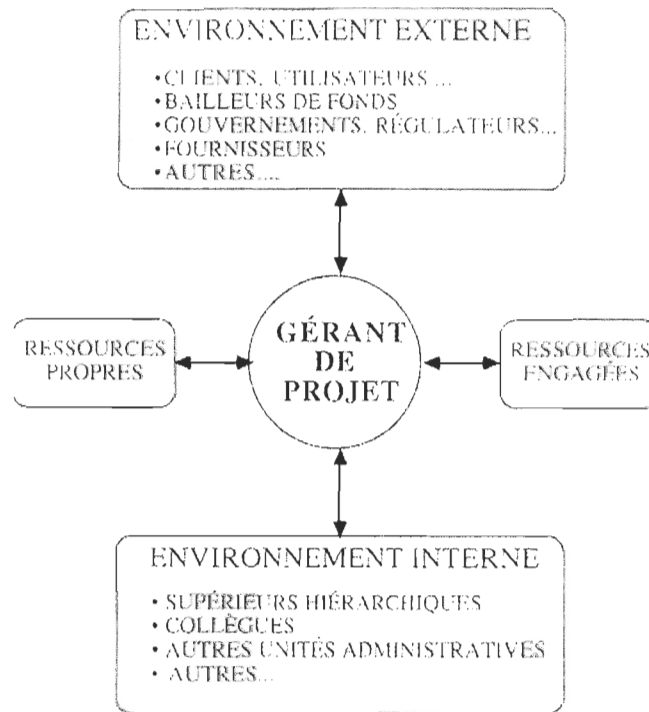 ENVIRONNEMENT EXTERNE
•CLIENTS, UTILISATEURS ...
•BAILLEURS DE FONDS
•GOUVERNEMENTS, RÉGULATEURS...
•FOURNISSEURS
•AUTRES....
RESSOURCES
PROPRES
GÉRANT
DE
PROJET
RESSOURCES
ENGAGÉES
ENVIRONNEMENT INTERNE
• SUPÉRIEURS HIÉRARCHIQUES
• COLLÈGUES
• AUTRES UNITÉS ADMINISTRATIVES
• AUTRES...